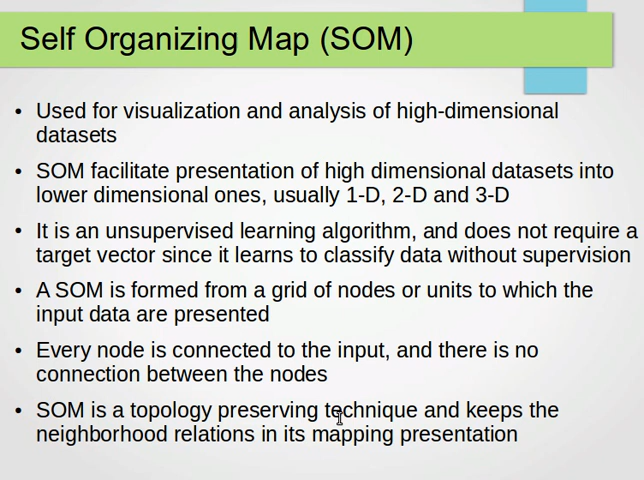 Self Organizing Map (SOM)
• Used for visualization and analysis of high-dimensional
datasets
• SOM facilitate presentation of high dimensional datasets into
lower dimensional ones, usually 1-D, 2-D and 3-D
• It is an unsupervised learning algorithm, and does not require a
target vector since it learns to classify data without supervision
• A SOM is formed from a grid of nodes or units to which the
input data are presented
• Every node is connected to the input, and there is no
connection between the nodes
• SOM is a topology preserving technique and keeps the
neighborhood relations in its mapping presentation